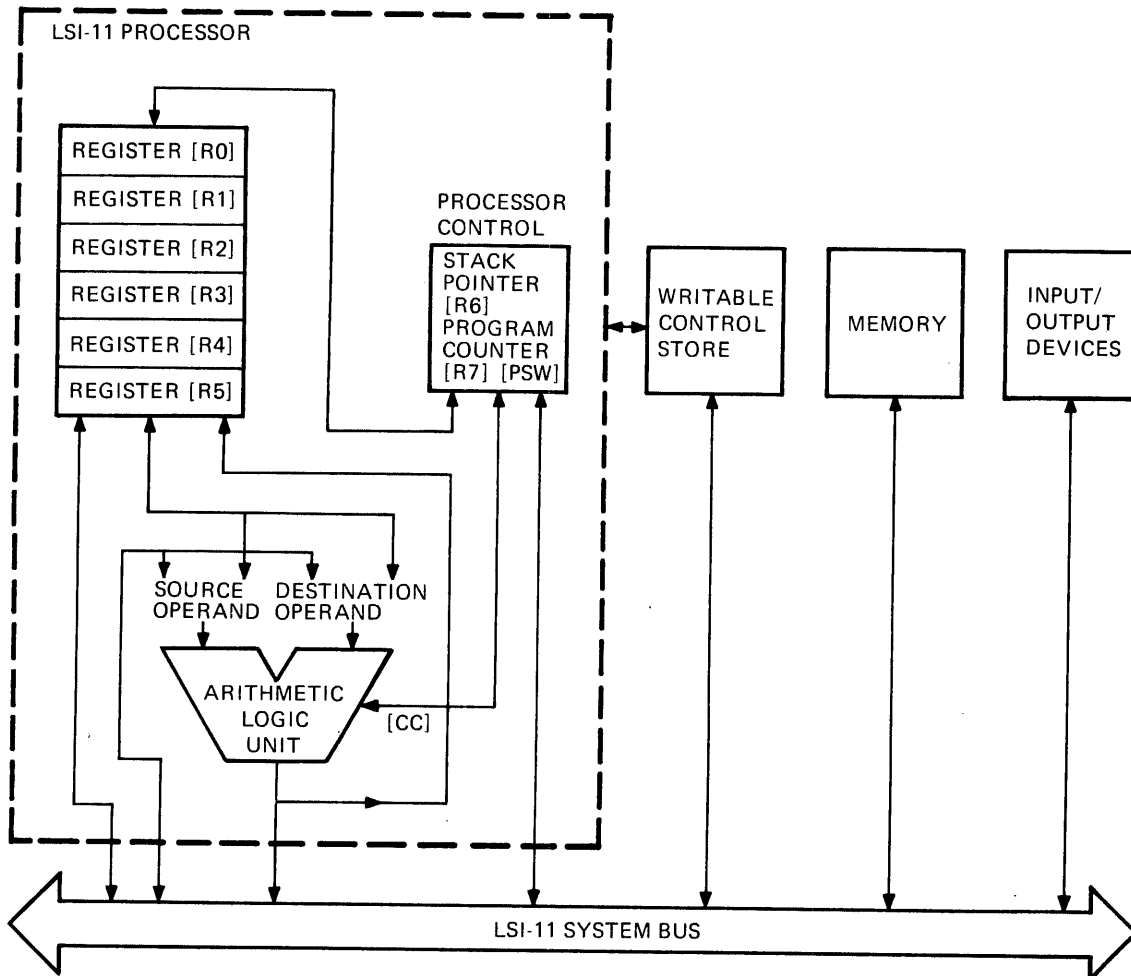 LSI-11 PROCESSOR
REGISTER [R0]
REGISTER [R1]
REGISTER [R2]
REGISTER [R3]
REGISTER [R4]
REGISTER [R5]
PROCESSOR
CONTROL
STACK
POINTER
[R6]
PROGRAM
COUNTER
[R7] [PSW]
WRITABLE
CONTROL
STORE
MEMORY
INPUT/
OUTPUT
DEVICES
SOURCE
OPERAND
DESTINATION
OPERAND
ARITHMETIC
LOGIC
UNIT
[CC]
LSI-11 SYSTEM BUS